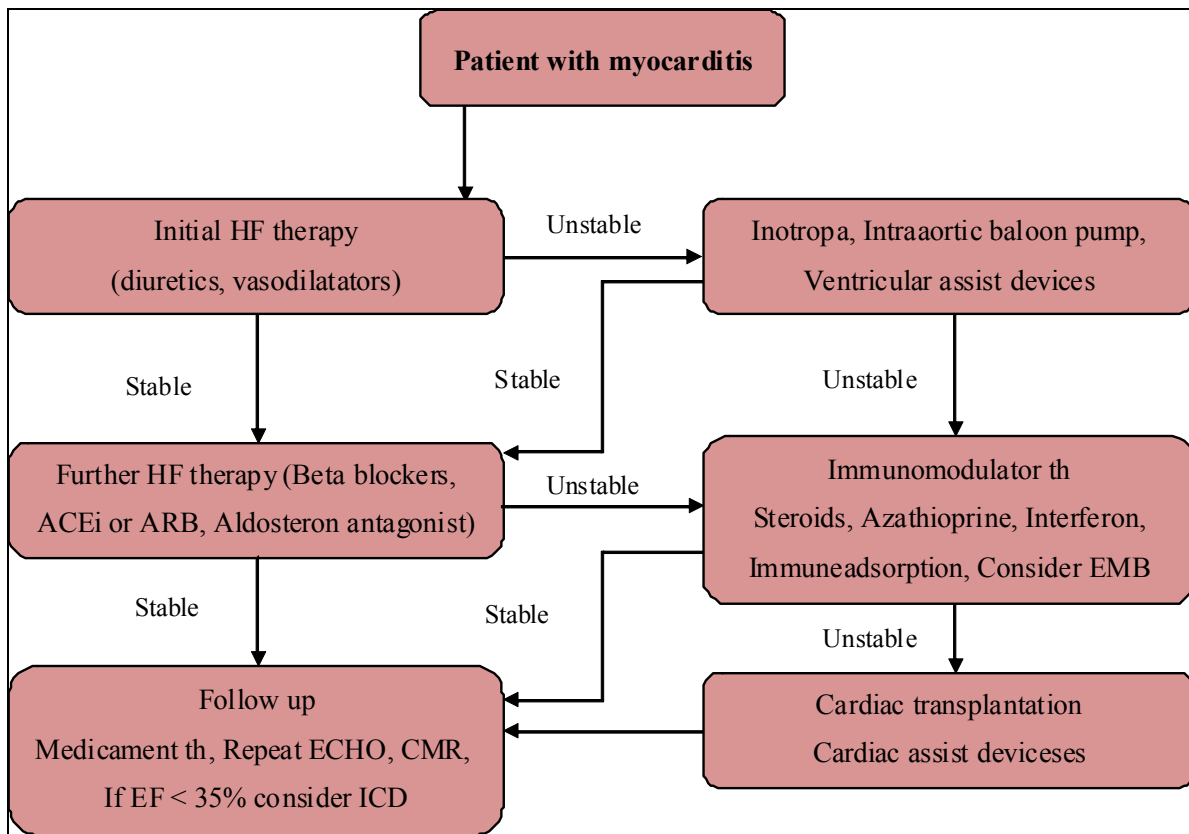 Patient with myocarditis
Initial HF therapy
(diuretics, vasodilatators)
Unstable
Inotropa, Intraaortic baloon pump,
Ventricular assist devices
Stable
Stable
Unstable
Further HF therapy (Beta blockers,
ACEi or ARB, Aldosteron antagonist)
Unstable
Immunomodulator th
Steroids, Azathioprine, Interferon,
Immuneadsorption, Consider EMB
Stable
Stable
Unstable
Follow up
Medicament th, Repeat ECHO, CMR,
If EF < 35% consider ICD
Cardiac transplantation
Cardiac assist deviceses